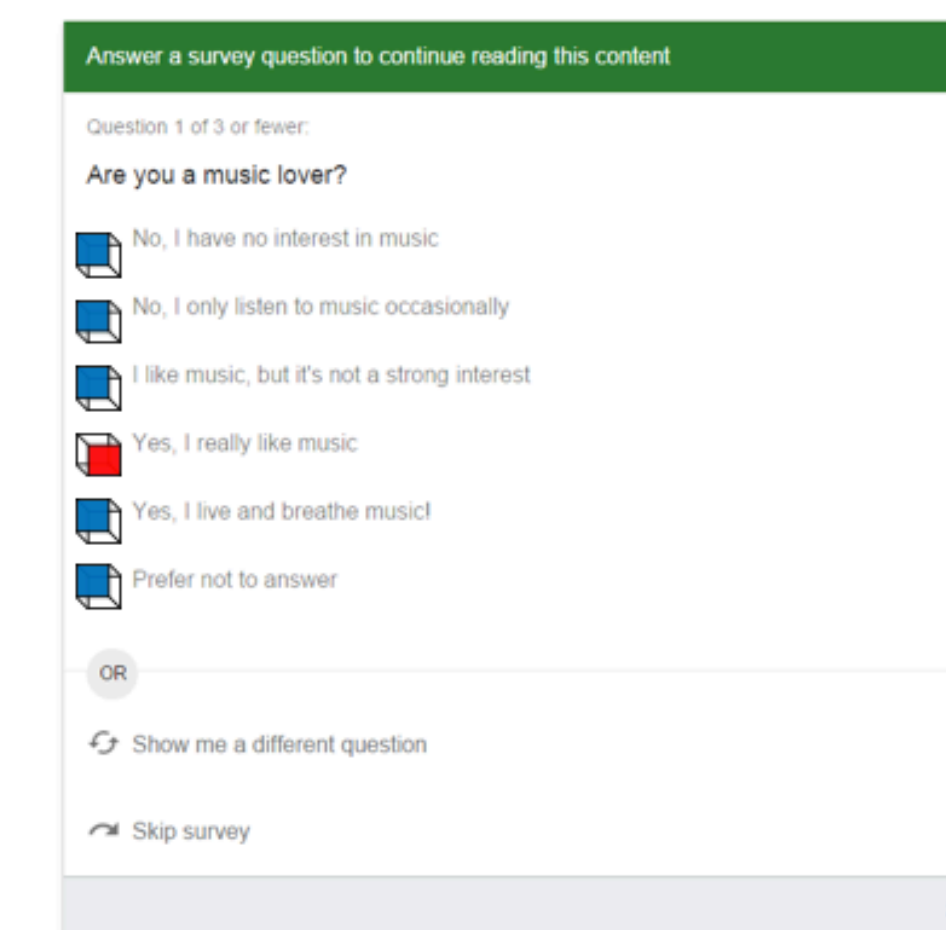 Answer a survey question to continue reading this content
Question 1 of 3 or fewer:
Are you a music lover?
No, I have no interest in music
No, I only listen to music occasionally
I like music, but it's not a strong interest
Yes, I really like music
Yes, I live and breathe music!
Prefer not to answer
OR
Show me a different question
Skip survey